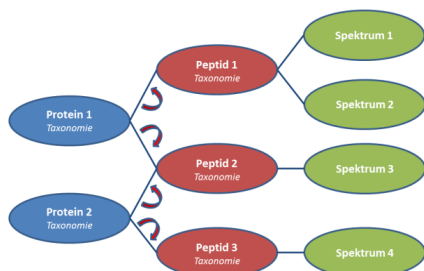 Protein 1
Taxonomie
Protein 2
Taxonomie
Peptid 1
Taxonomie
Peptid 2
Taxonomie
Peptid 3
Taxonomie
Spektrum 1
Spektrum 2
Spektrum 3
Spektrum 4